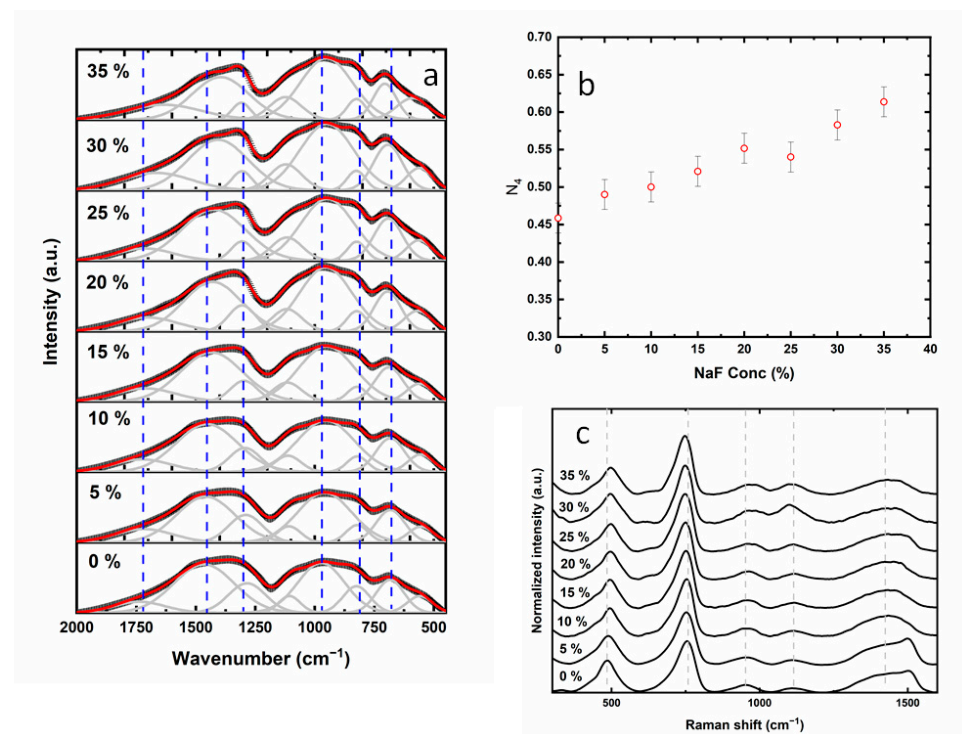 a
35 %
30 %
25 %
20 %
15 %
10 %
5 %
0 %
Intensity (a.u.)
2000 1750 1500 1250 1000 750 500
Wavenumber (cm⁻¹)
b
0.70
0.65
0.60
0.55
0.50
0.45
0.40
0.35
0.30
N₄
0 5 10 15 20 25 30 35 40
NaF Conc (%)
c
35 %
30 %
25 %
20 %
15 %
10 %
5 %
0 %
Normalized intensity (a.u.)
500 1000 1500
Raman shift (cm⁻¹)